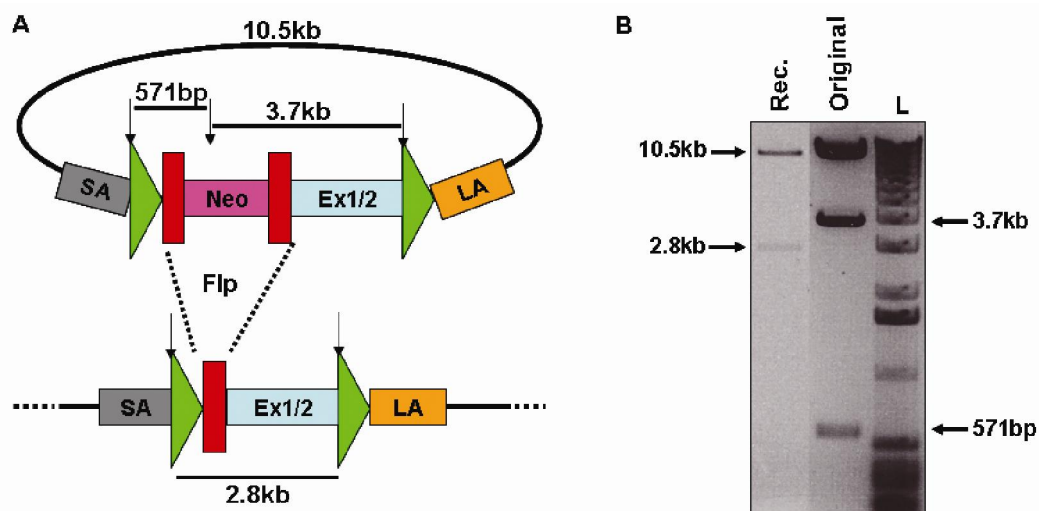 A
10.5kb
571bp
3.7kb
SA
Neo
Ex1/2
LA
Flp
SA
Ex1/2
LA
2.8kb
B
Rec.
Original
L
10.5kb
2.8kb
3.7kb
571bp